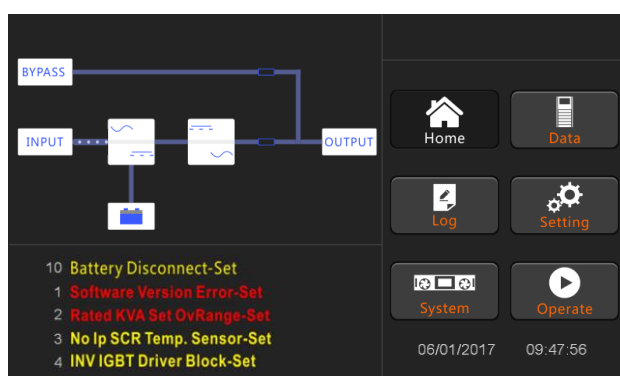 BYPASS
INPUT
OUTPUT
10 Battery Disconnect-Set
1 Software Version Error-Set
2 Rated KVA Set OvRange-Set
3 No Ip SCR Temp. Sensor-Set
4 INV IGBT Driver Block-Set
Home
Data
Log
Setting
System
Operate
06/01/2017 09:47:56